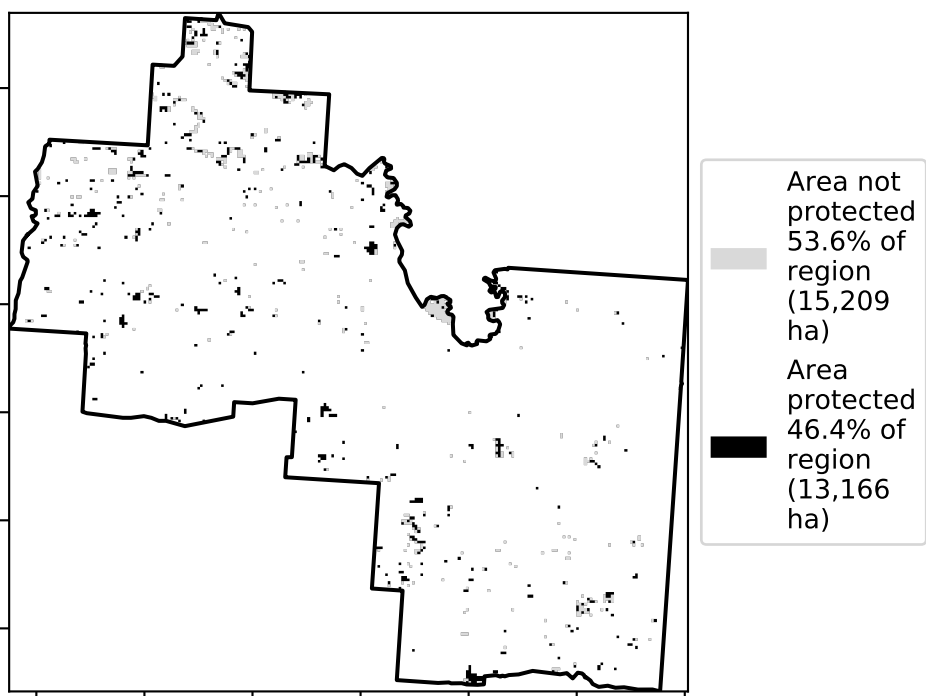 Area not
protected
53.6% of
region
(15,209
ha)
Area
protected
46.4% of
region
(13,166
ha)